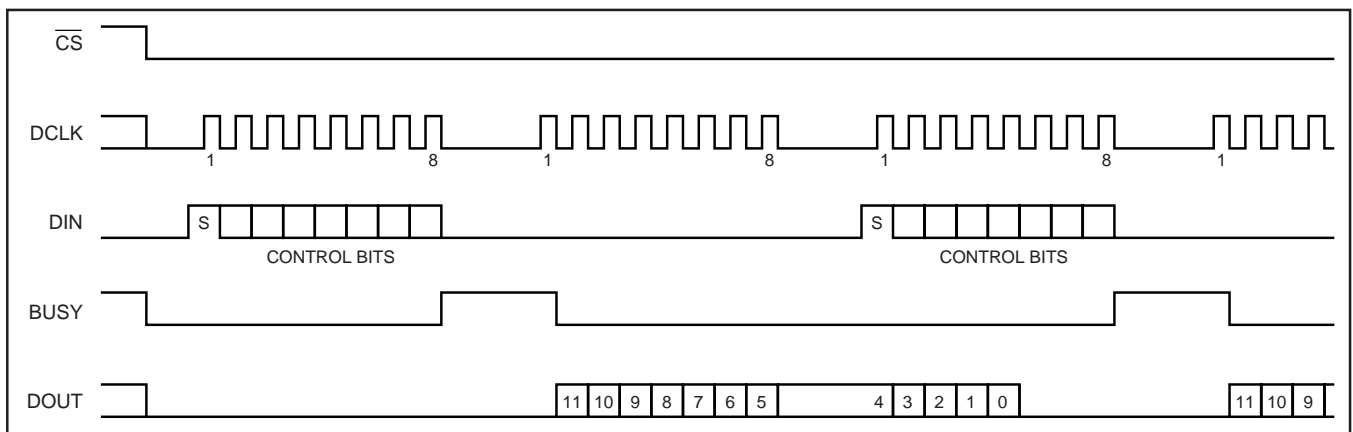 CS
DCLK
1 8 1 8 1 8 1
DIN
S S
CONTROL BITS CONTROL BITS
BUSY
DOUT
11 10 9 8 7 6 5 4 3 2 1 0 11 10 9